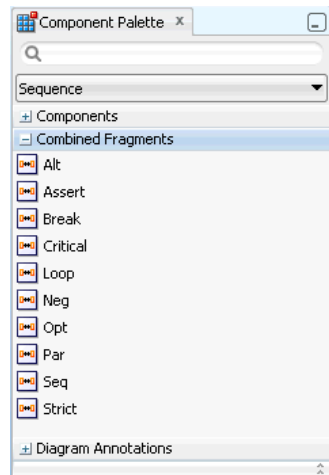 Component Palette
Sequence
Components
Combined Fragments
Alt
Assert
Break
Critical
Loop
Neg
Opt
Par
Seq
Strict
Diagram Annotations